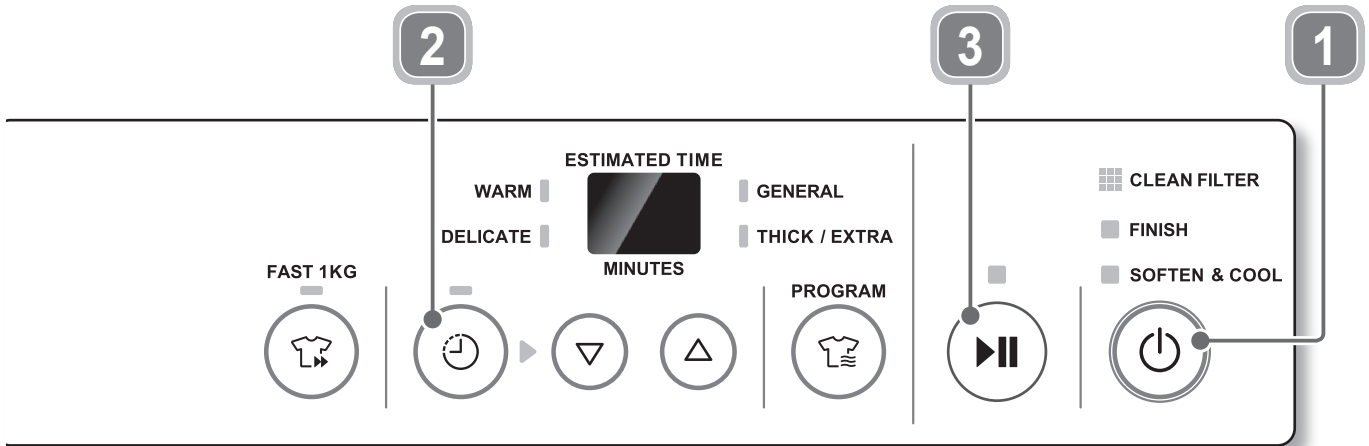 2
3
1
ESTIMATED TIME
WARM
GENERAL
CLEAN FILTER
DELICATE
THICK / EXTRA
FINISH
MINUTES
FAST 1KG
PROGRAM
SOFTEN & COOL